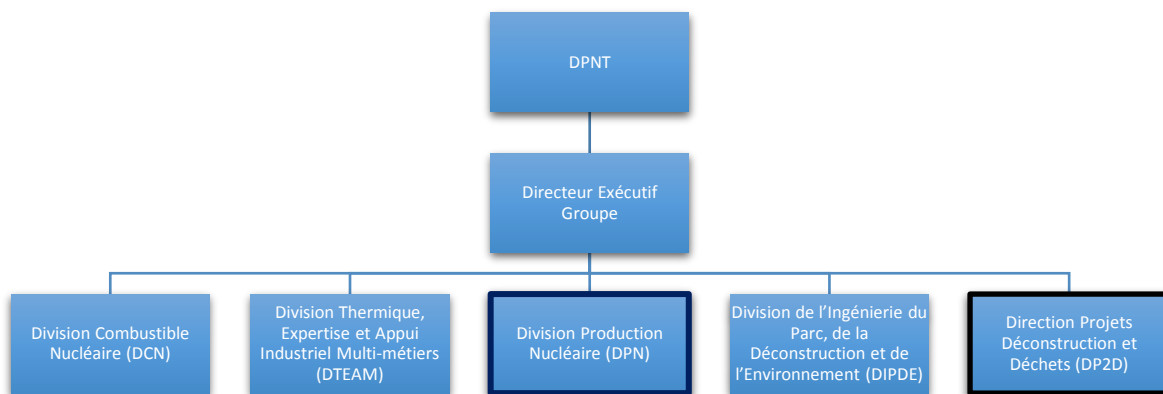 DPNT
Directeur Exécutif
Groupe
Division Combustible
Nucléaire (DCN)
Division Thermique,
Expertise et Appui
Industriel Multi-métiers
(DTEAM)
Division Production
Nucléaire (DPN)
Division de l’Ingénierie du
Parc, de la
Déconstruction et de
l’Environnement (DIPDE)
Direction Projets
Déconstruction et
Déchets (DP2D)